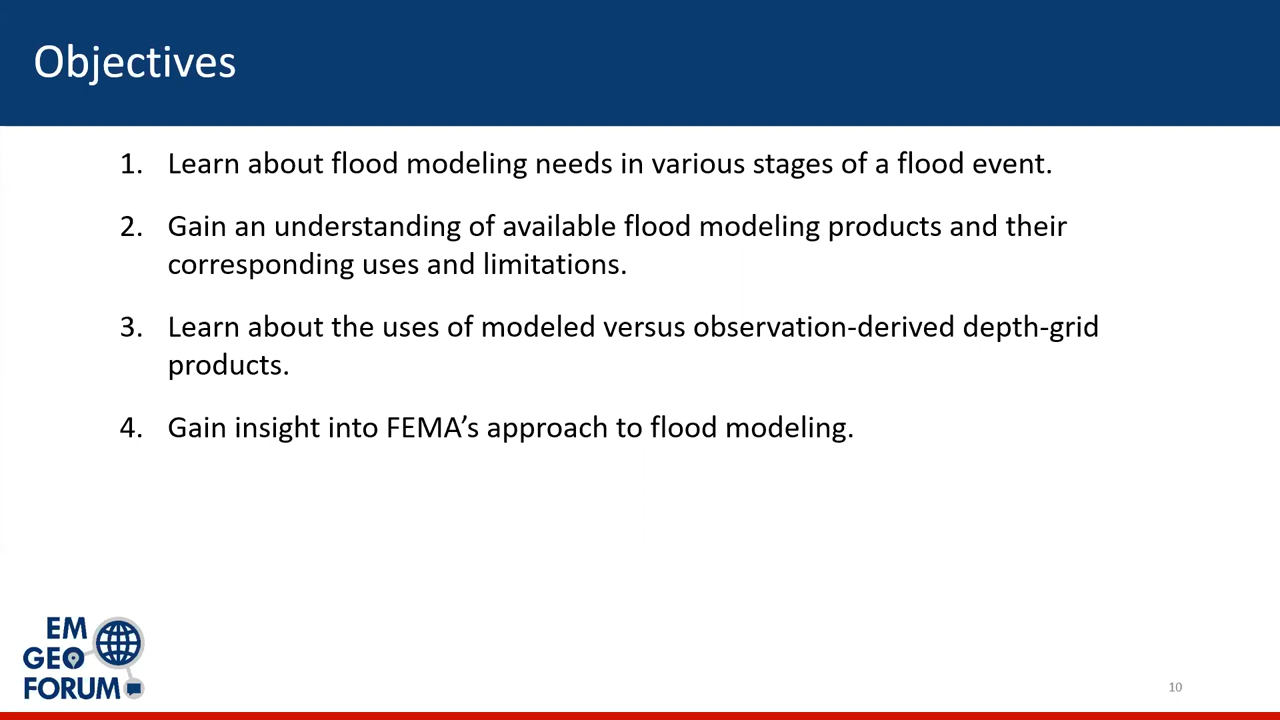 Objectives
1. Learn about flood modeling needs in various stages of a flood event.
2. Gain an understanding of available flood modeling products and their
corresponding uses and limitations.
3. Learn about the uses of modeled versus observation-derived depth-grid
products.
4. Gain insight into FEMA’s approach to flood modeling.
EM
GEO
FORUM
10